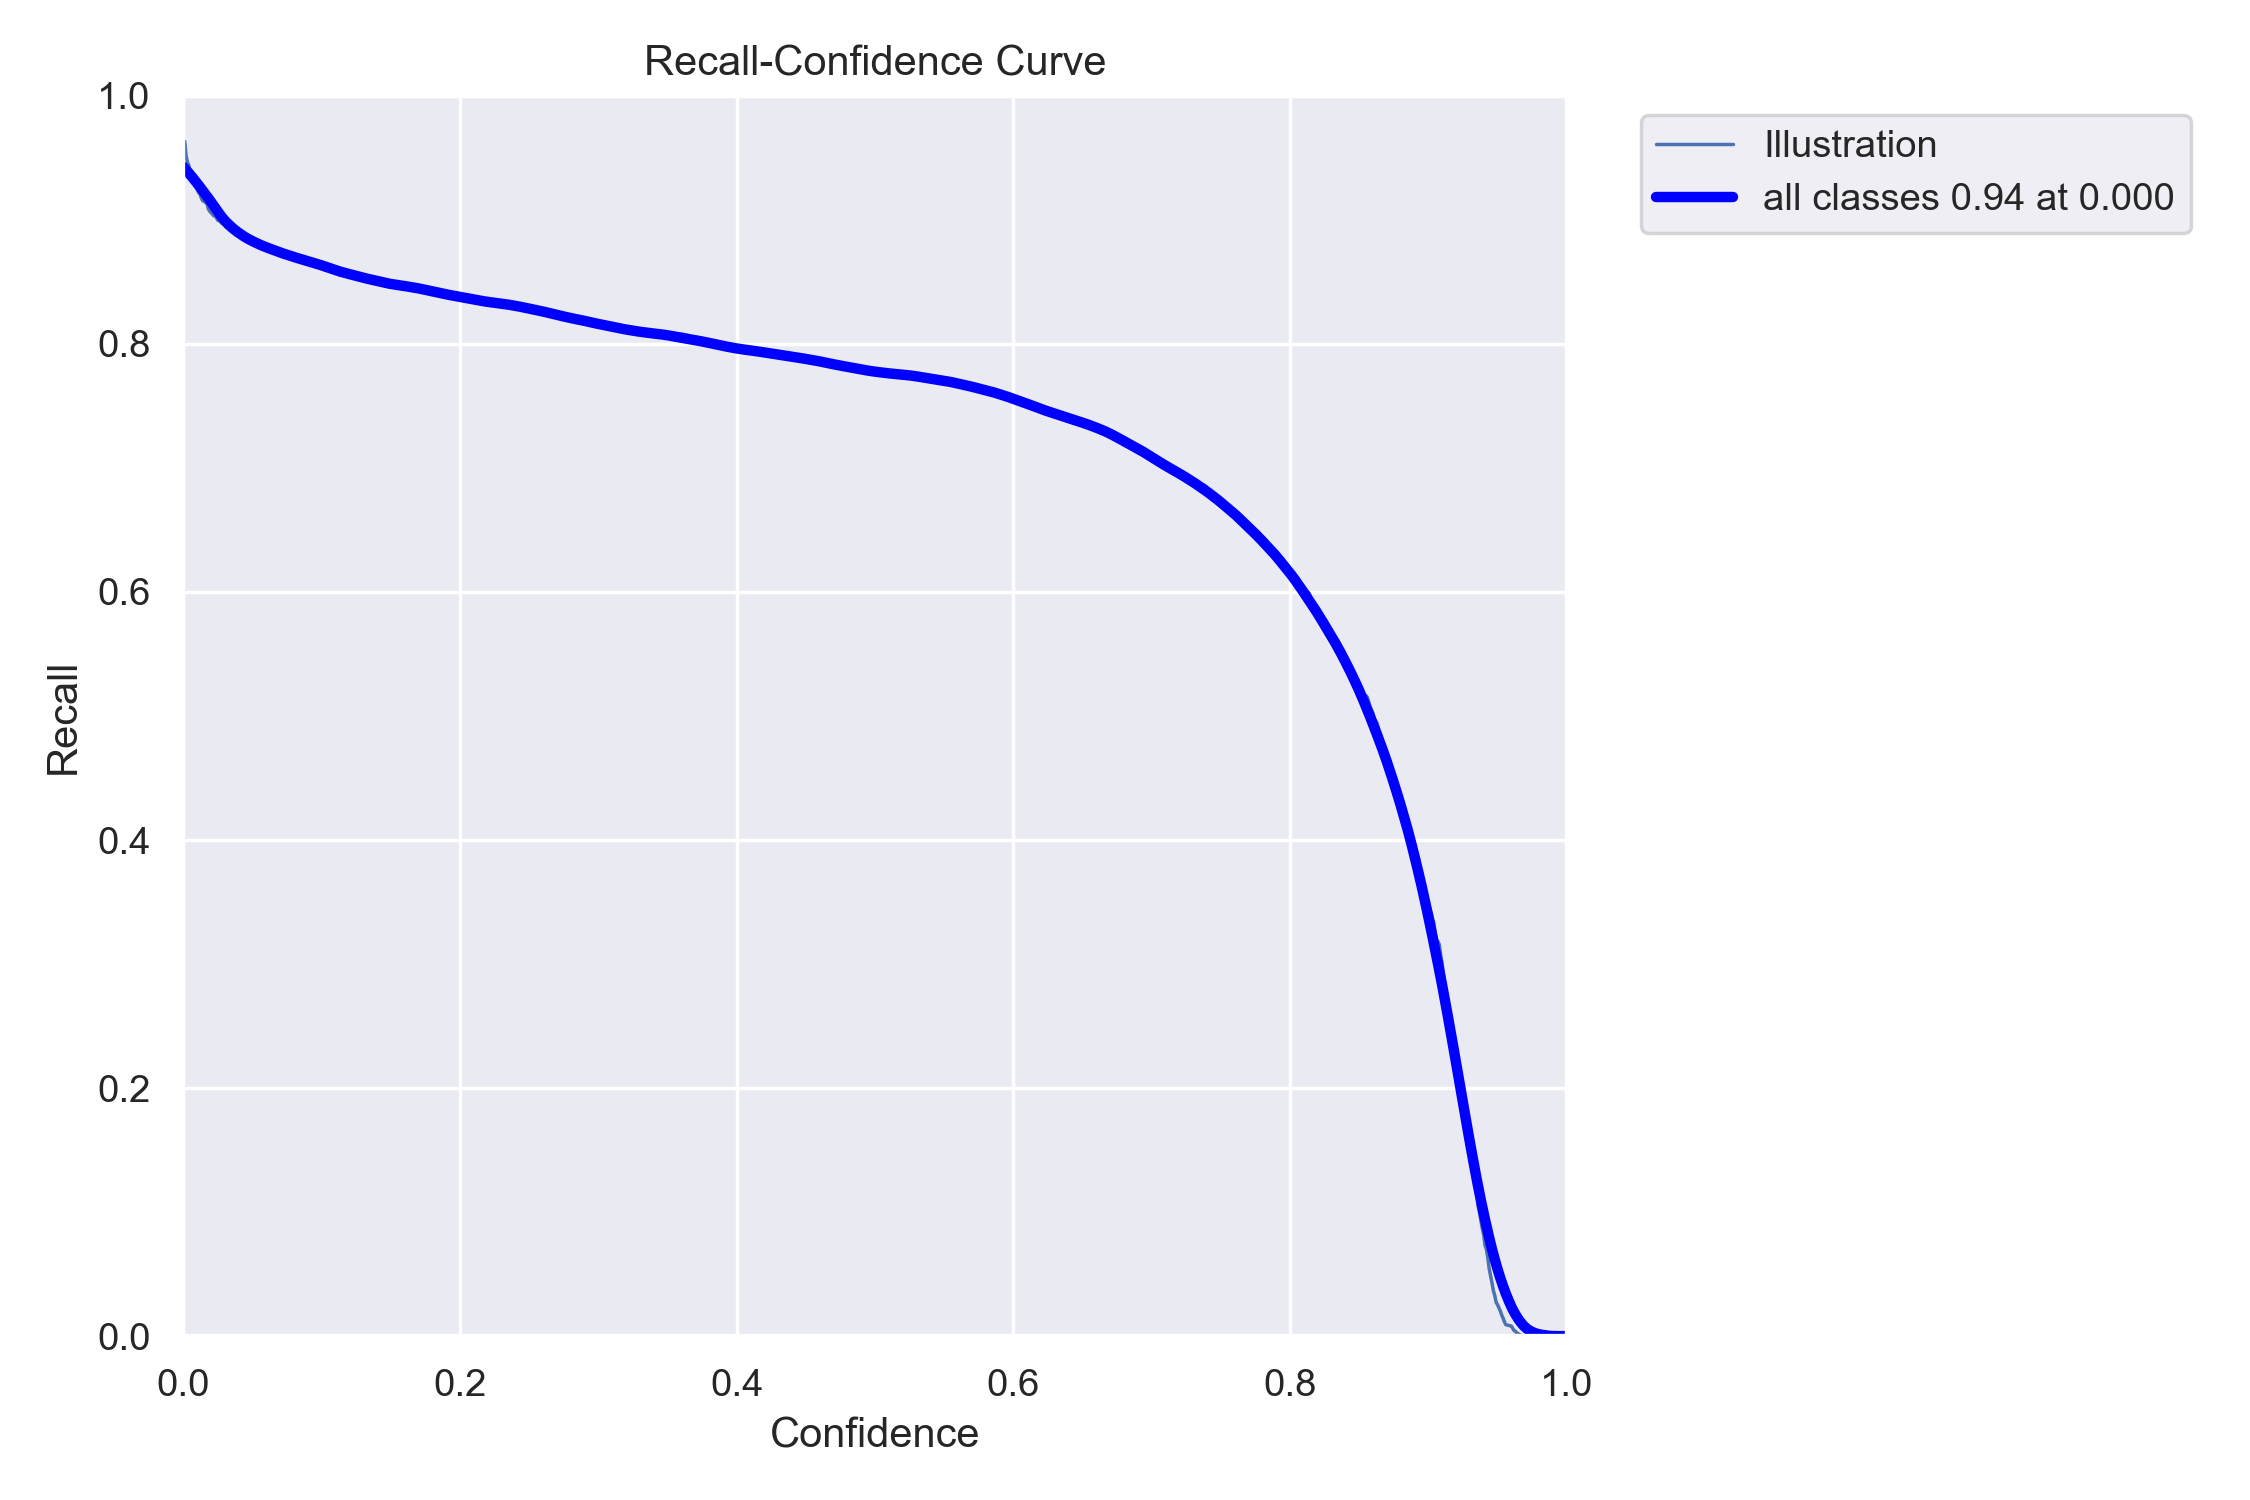 Recall-Confidence Curve
1.0
0.8
0.6
0.4
0.2
0.0
Recall
0.0 0.2 0.4 0.6 0.8 1.0
Confidence
Illustration
all classes 0.94 at 0.000